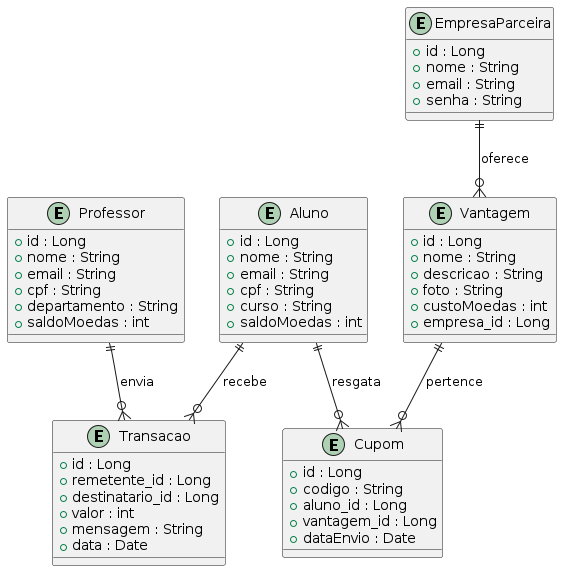 E EmpresaParceira
id : Long
nome : String
email : String
senha : String
oferece
E Professor
id : Long
nome : String
email : String
cpf : String
departamento : String
saldoMoedas : int
E Aluno
id : Long
nome : String
email : String
cpf : String
curso : String
saldoMoedas : int
E Vantagem
id : Long
nome : String
descricao : String
foto : String
custoMoedas : int
empresa_id : Long
envia
recebe
resgata
pertence
E Transacao
id : Long
remetente_id : Long
destinatario_id : Long
valor : int
mensagem : String
data : Date
E Cupom
id : Long
codigo : String
aluno_id : Long
vantagem_id : Long
dataEnvio : Date